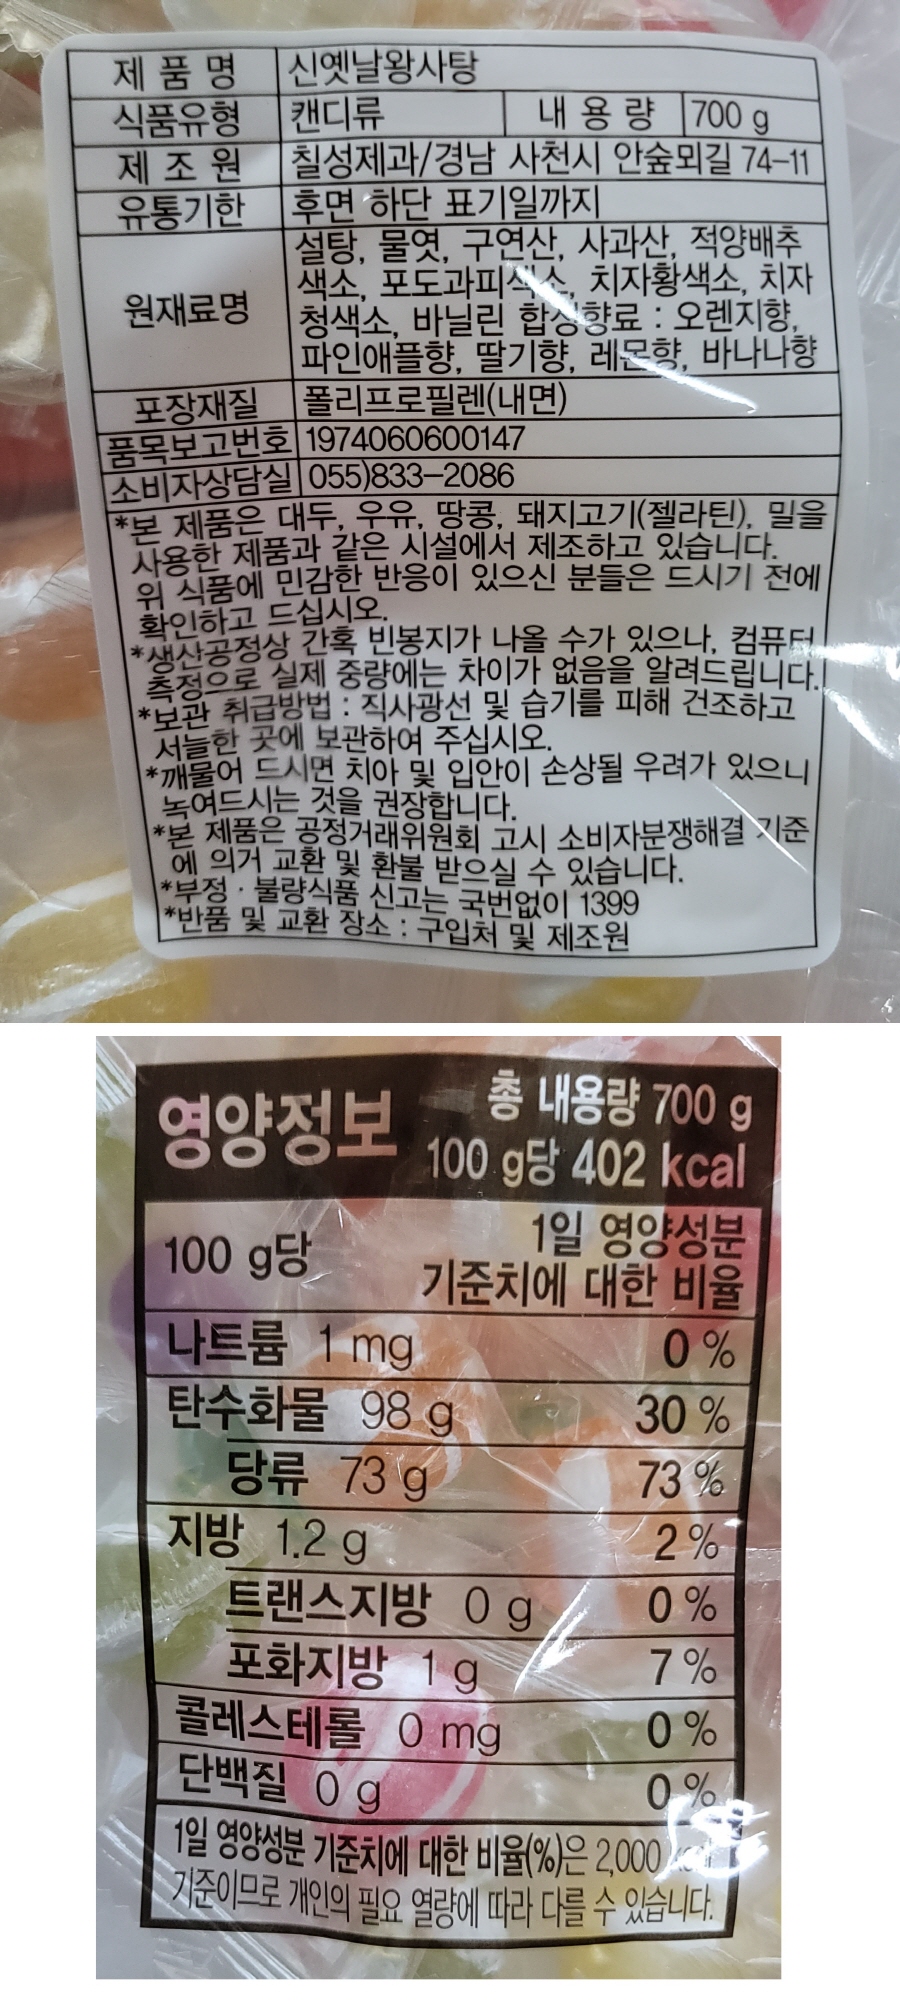 제 품 명 신옛날왕사탕
식품유형 캔디류 내 용 량 700 g
제 조 원 칠성제과/경남 사천시 안숲뫼길 74-11
유통기한 후면 하단 표기일까지
원재료명 설탕, 물엿, 구연산, 사과산, 적양배추
색소, 포도과피색소, 치자황색소, 치자
청색소, 바닐린 합성향료 : 오렌지향,
파인애플향, 딸기향, 레몬향, 바나나향
포장재질 폴리프로필렌(내면)
품목보고번호 1974060600147
소비자상담실 055)833-2086
*본 제품은 대두, 우유, 땅콩, 돼지고기(젤라틴), 밀을
사용한 제품과 같은 시설에서 제조하고 있습니다.
위 식품에 민감한 반응이 있으신 분들은 드시기 전에
확인하고 드십시오.
*생산공정상 간혹 빈봉지가 나올 수가 있으나, 컴퓨터
측정으로 실제 중량에는 차이가 없음을 알려드립니다.
*보관 취급방법 : 직사광선 및 습기를 피해 건조하고
서늘한 곳에 보관하여 주십시오.
*깨물어 드시면 치아 및 입안이 손상될 우려가 있으니
녹여드시는 것을 권장합니다.
*본 제품은 공정거래위원회 고시 소비자분쟁해결 기준
에 의거 교환 및 환불 받으실 수 있습니다.
*부정 · 불량식품 신고는 국번없이 1399
*반품 및 교환 장소 : 구입처 및 제조원
영양정보 총 내용량 700 g
100 g당 402 kcal
100 g당 1일 영양성분
기준치에 대한 비율
나트륨 1 mg 0 %
탄수화물 98 g 30 %
당류 73 g 73 %
지방 1.2 g 2 %
트랜스지방 0 g 0 %
포화지방 1 g 7 %
콜레스테롤 0 mg 0 %
단백질 0 g 0 %
1일 영양성분 기준치에 대한 비율(%)은 2,000
기준이므로 개인의 필요 열량에 따라 다를 수 있습니다.